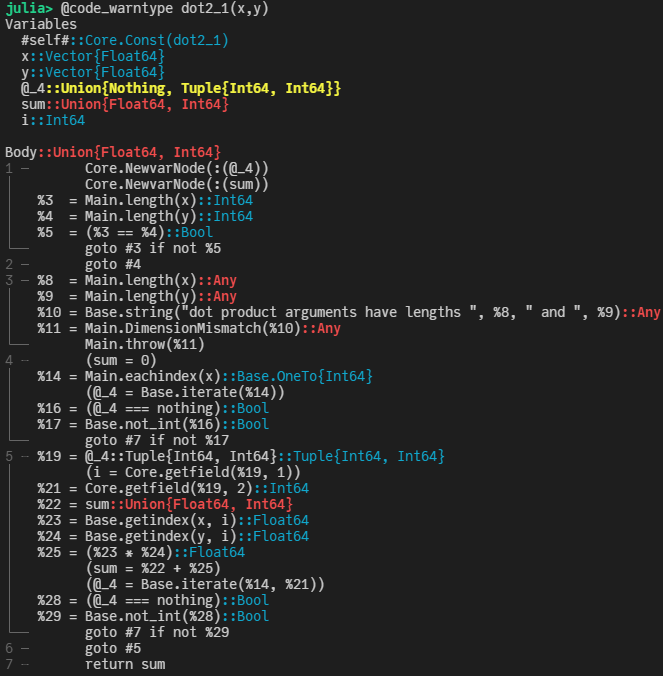 julia> @code_warntype dot2_1(x,y)
Variables
  #self#::Core.Const(dot2_1)
  x::Vector{Float64}
  y::Vector{Float64}
  @_4::Union{Nothing, Tuple{Int64, Int64}}
  sum::Union{Float64, Int64}
  i::Int64

Body::Union{Float64, Int64}
1 ─       Core.NewvarNode(:(@_4))
│         Core.NewvarNode(:(sum))
│   %3  = Main.length(x)::Int64
│   %4  = Main.length(y)::Int64
│   %5  = (%3 == %4)::Bool
└──       goto #3 if not %5
2 ─       goto #4
3 ─ %8  = Main.length(x)::Any
│   %9  = Main.length(y)::Any
│   %10 = Base.string("dot product arguments have lengths ", %8, " and ", %9)::Any
│   %11 = Main.DimensionMismatch(%10)::Any
└──       Main.throw(%11)
4 ┄       (sum = 0)
│   %14 = Main.eachindex(x)::Base.OneTo{Int64}
│         (@_4 = Base.iterate(%14))
│   %16 = (@_4 === nothing)::Bool
│   %17 = Base.not_int(%16)::Bool
└──       goto #7 if not %17
5 ┄ %19 = @_4::Tuple{Int64, Int64}::Tuple{Int64, Int64}
│         (i = Core.getfield(%19, 1))
│   %21 = Core.getfield(%19, 2)::Int64
│   %22 = sum::Union{Float64, Int64}
│   %23 = Base.getindex(x, i)::Float64
│   %24 = Base.getindex(y, i)::Float64
│   %25 = (%23 * %24)::Float64
│         (sum = %22 + %25)
│         (@_4 = Base.iterate(%14, %21))
│   %28 = (@_4 === nothing)::Bool
│   %29 = Base.not_int(%28)::Bool
└──       goto #7 if not %29
6 ─       goto #5
7 ┄       return sum